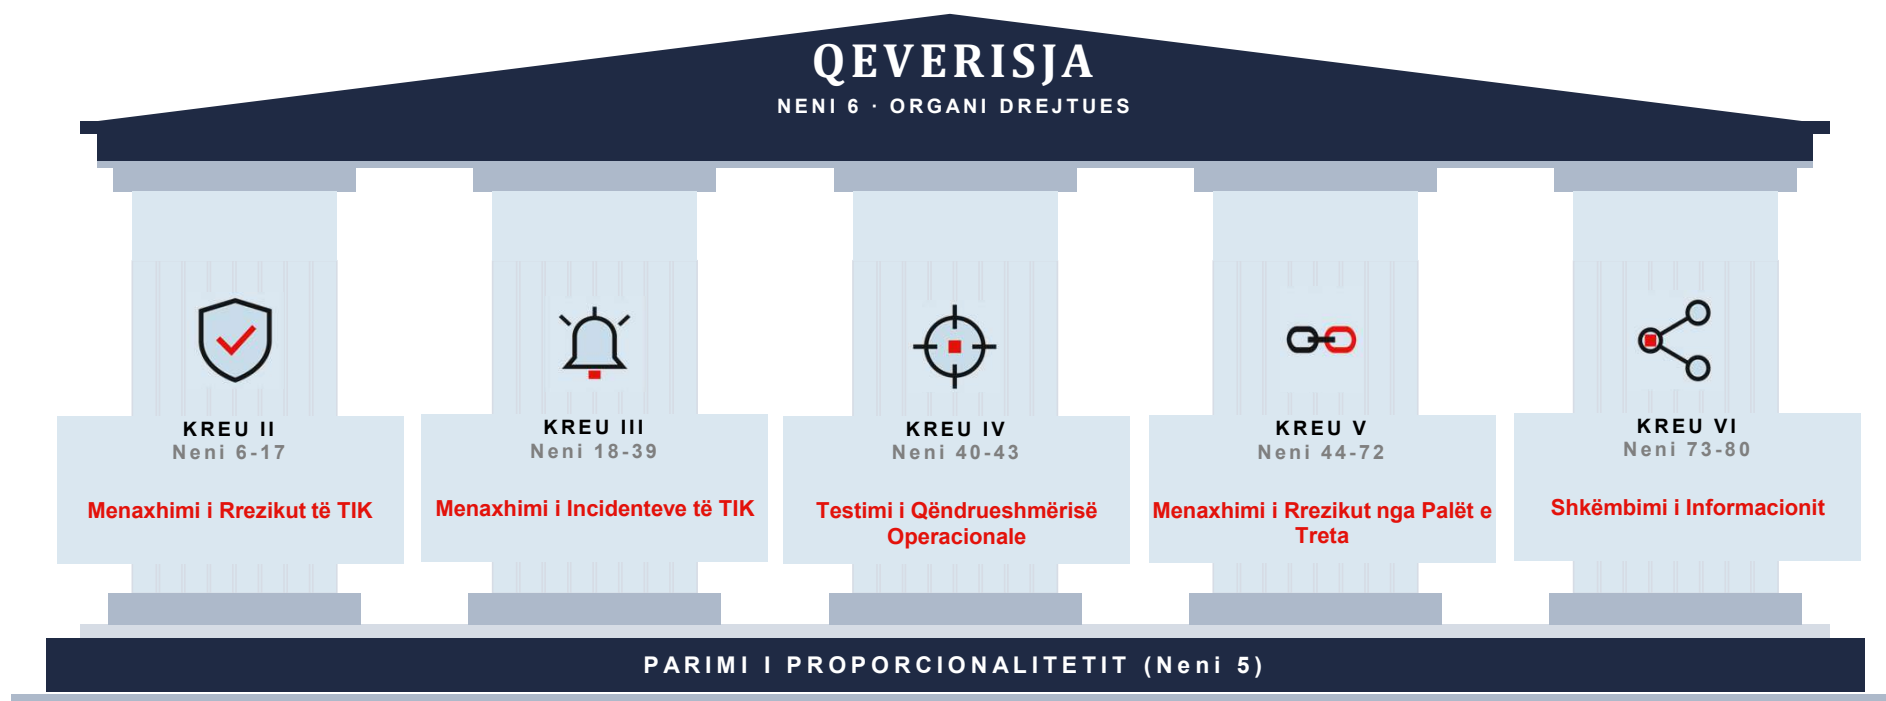 QEVERISJA
NENI 6 · ORGANI DREJTUES
KREU II
Neni 6-17
Menaxhimi i Rrezikut të TIK
KREU III
Neni 18-39
Menaxhimi i Incidenteve të TIK
KREU IV
Neni 40-43
Testimi i Qëndrueshmërisë
Operacionale
KREU V
Neni 44-72
Menaxhimi i Rrezikut nga Palët e
Treta
KREU VI
Neni 73-80
Shkëmbimi i Informacionit
PARIMI I PROPORCIONALITETIT (Neni 5)